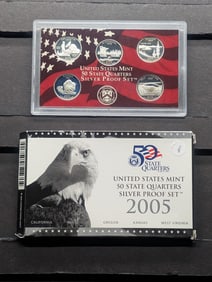 UNITED STATES MINT
50 STATE QUARTERS
SILVER PROOF SET™
50
STATE
QUARTERS
UNITED STATES MINT
50 STATE QUARTERS
SILVER PROOF SET™
2005
CALIFORNIA
OREGON
KANSAS
WEST VIRGINIA